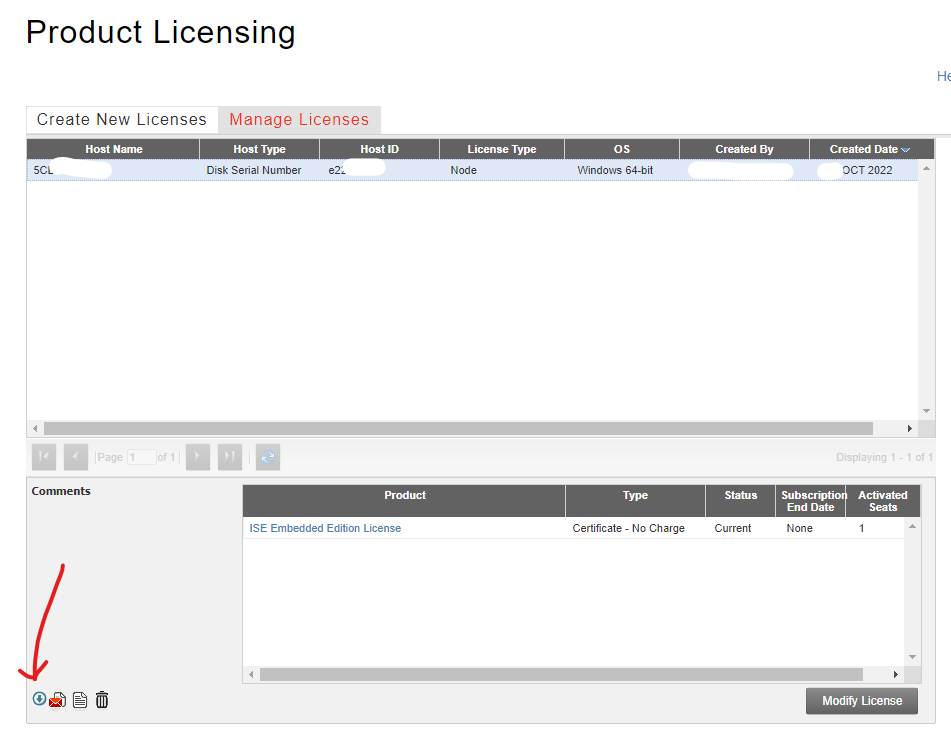 Product Licensing
He
Create New Licenses Manage Licenses
Host Name Host Type Host ID License Type OS Created By Created Date
5CL Disk Serial Number e22 Node Windows 64-bit OCT 2022
Page 1 of 1 Displaying 1 - 1 of 1
Comments
Product Type Status Subscription End Date Activated Seats
ISE Embedded Edition License Certificate - No Charge Current None 1
Modify License